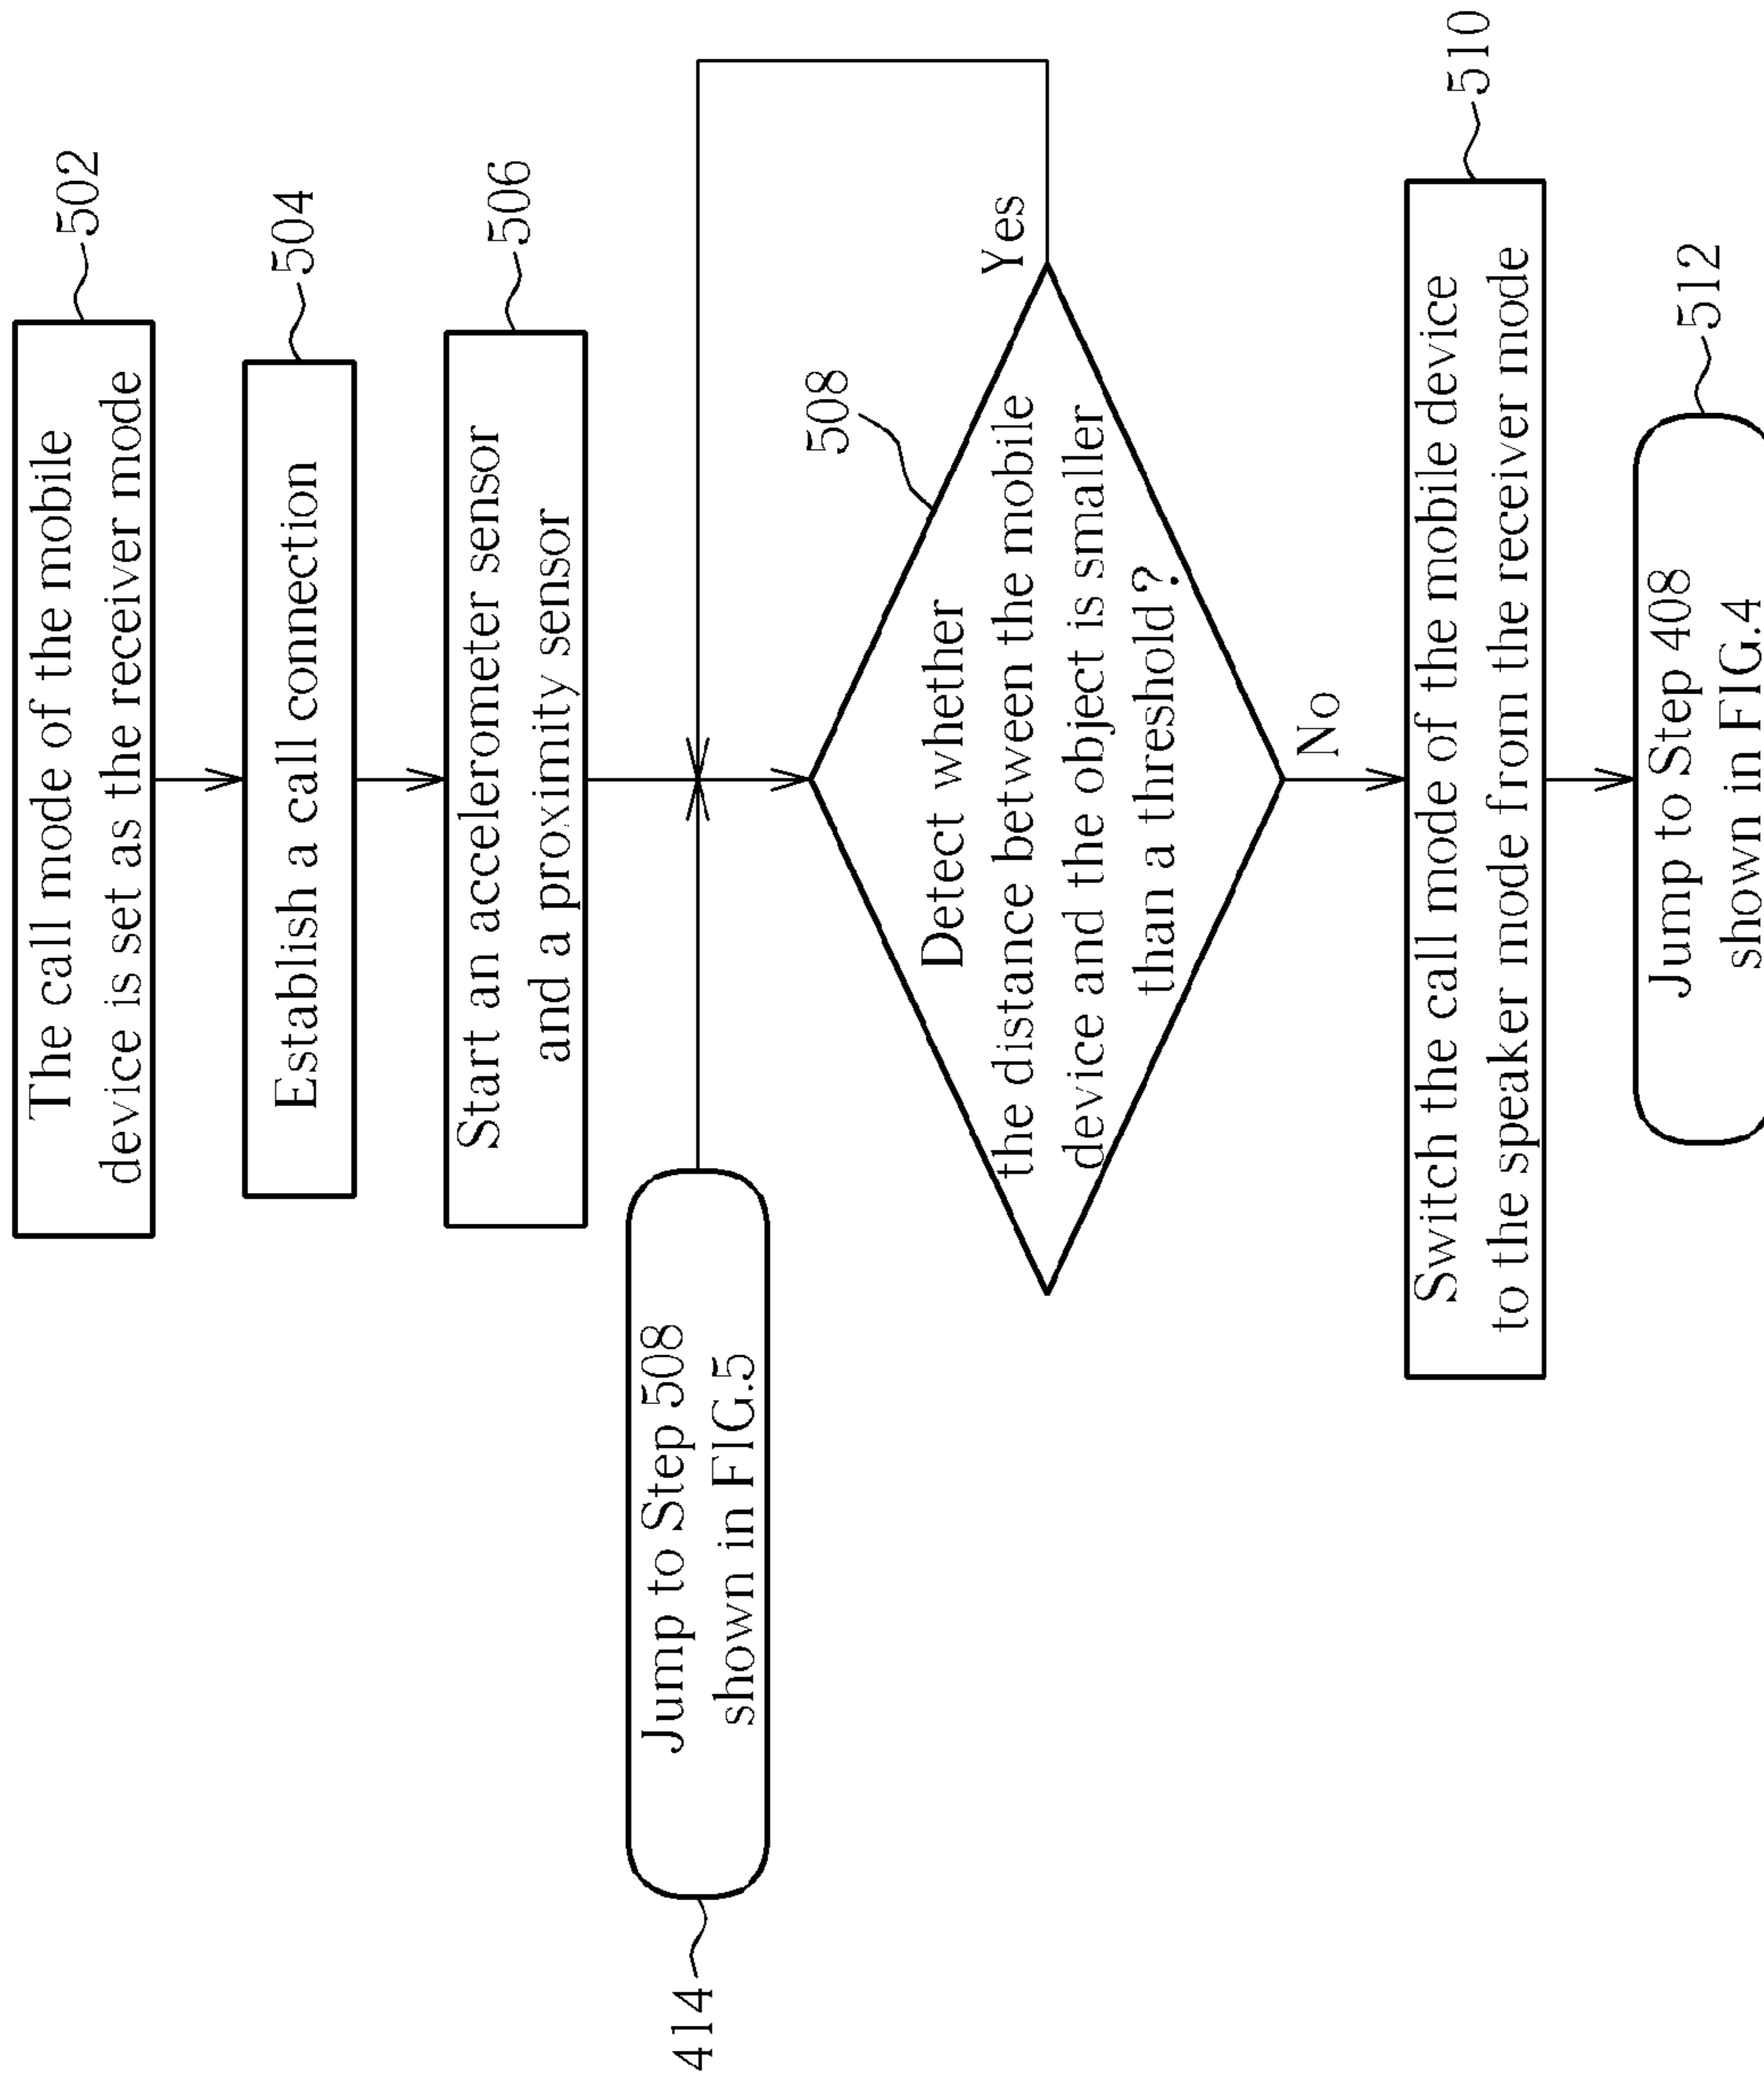 The call mode of the mobile
device is set as the receiver mode
502
Establish a call connection
504
Start an accelerometer sensor
and a proximity sensor
506
414
Jump to Step 508
shown in FIG.5
508
Detect whether
the distance between the mobile
device and the object is smaller
than a threshold?
Yes
No
Switch the call mode of the mobile device
to the speaker mode from the receiver mode
510
Jump to Step 408
shown in FIG.4
512